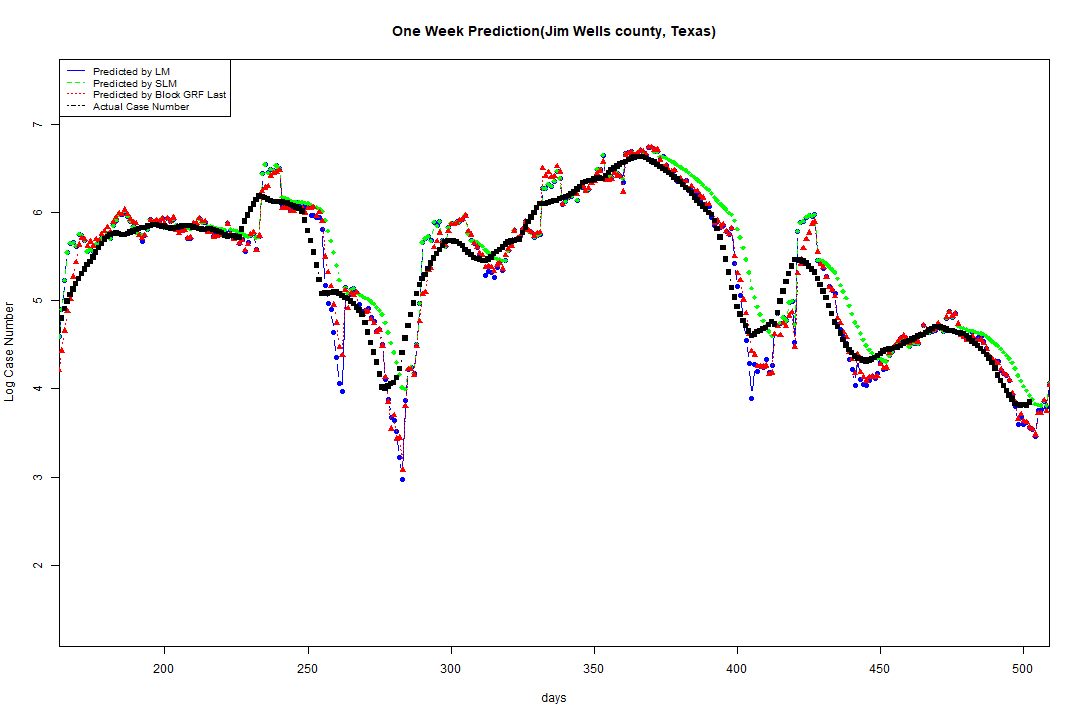 One Week Prediction(Jim Wells county, Texas)
Predicted by LM
Predicted by SLM
Predicted by Block GRF Last
Actual Case Number
7
6
5
4
3
2
Log Case Number
200 250 300 350 400 450 500
days